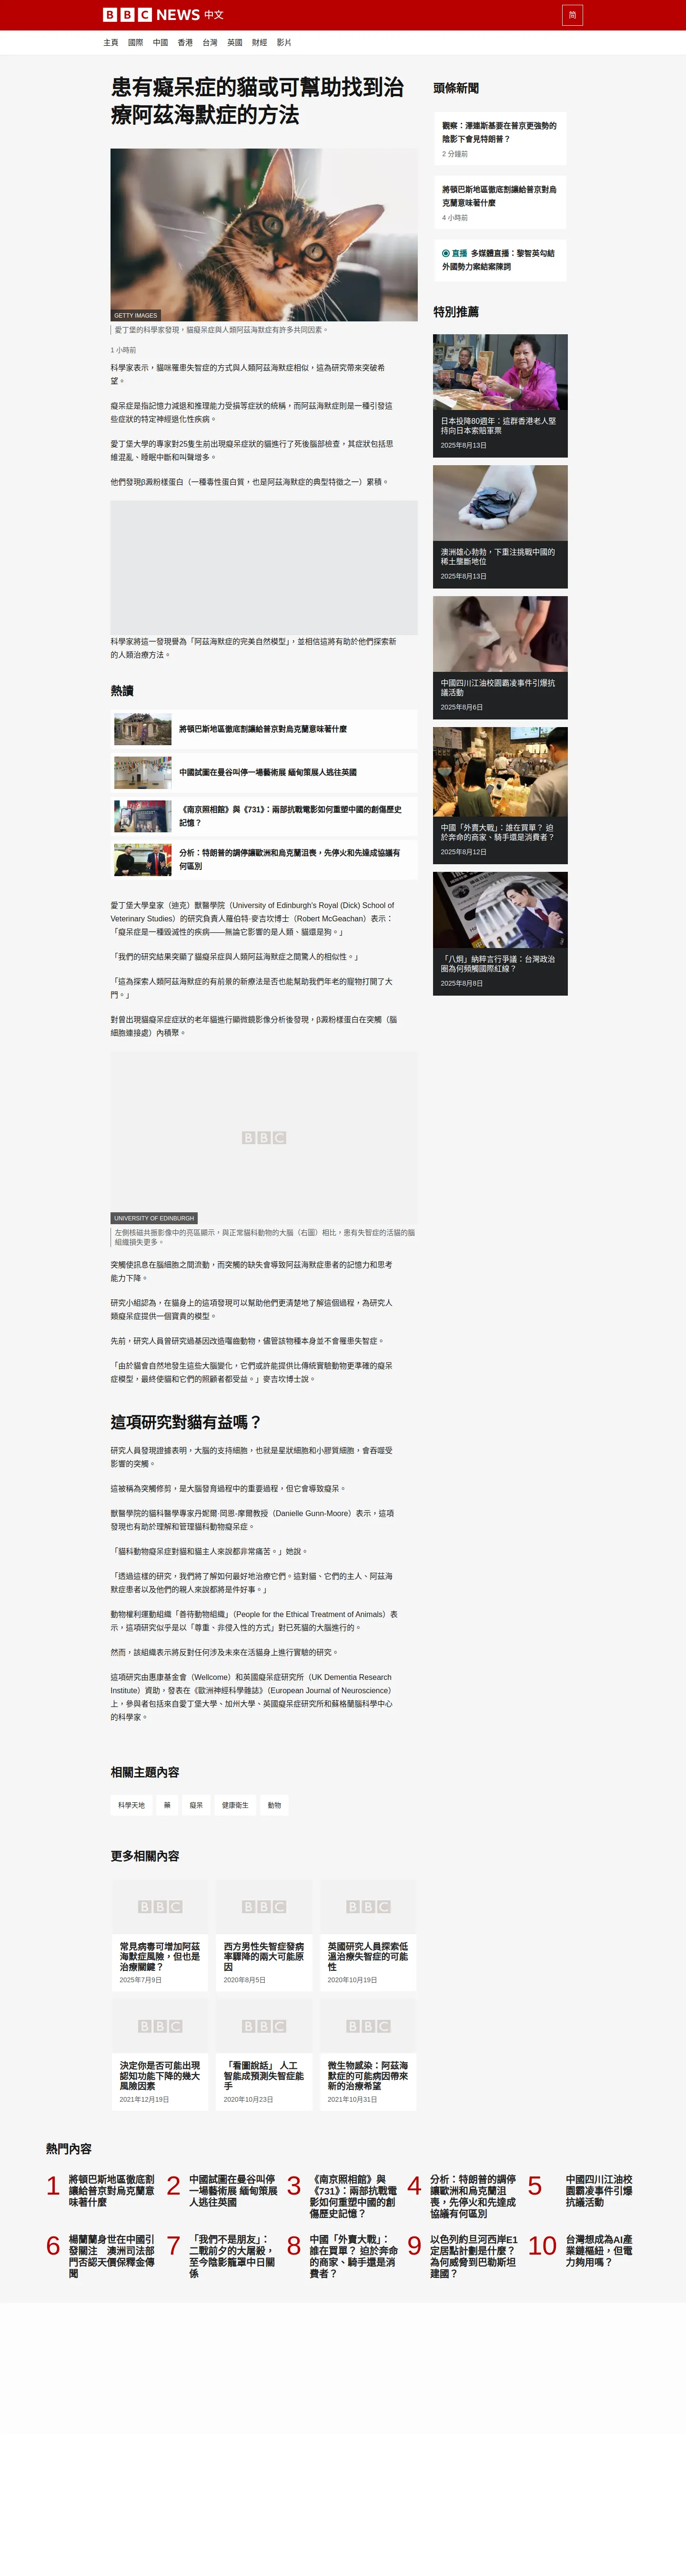 BBC NEWS 中文
简
主頁 國際 中國 香港 台灣 英國 財經 影片
患有癡呆症的貓或可幫助找到治
療阿茲海默症的方法
GETTY IMAGES
愛丁堡的科學家發現，貓癡呆症與人類阿茲海默症有許多共同因素。
1 小時前
科學家表示，貓咪罹患失智症的方式與人類阿茲海默症相似，這為研究帶來突破希
望。
癡呆症是指記憶力減退和推理能力受損等症狀的統稱，而阿茲海默症則是一種引發這
些症狀的特定神經退化性疾病。
愛丁堡大學的專家對25隻生前出現癡呆症狀的貓進行了死後腦部檢查，其症狀包括思
維混亂、睡眠中斷和叫聲增多。
他們發現β澱粉樣蛋白（一種毒性蛋白質，也是阿茲海默症的典型特徵之一）累積。
科學家將這一發現譽為「阿茲海默症的完美自然模型」，並相信這將有助於他們探索新
的人類治療方法。
熱讀
將頓巴斯地區徹底割讓給普京對烏克蘭意味著什麼
中國試圖在曼谷叫停一場藝術展 緬甸策展人逃往英國
《南京照相館》與《731》：兩部抗戰電影如何重塑中國的創傷歷史
記憶？
分析：特朗普的調停讓歐洲和烏克蘭沮喪，先停火和先達成協議有
何區別
愛丁堡大學皇家（迪克）獸醫學院（University of Edinburgh's Royal (Dick) School of
Veterinary Studies）的研究負責人羅伯特·麥吉坎博士（Robert McGeachan）表示：
「癡呆症是一種毀滅性的疾病——無論它影響的是人類、貓還是狗。」
「我們的研究結果突顯了貓癡呆症與人類阿茲海默症之間驚人的相似性。」
「這為探索人類阿茲海默症的有前景的新療法是否也能幫助我們年老的寵物打開了大
門。」
對曾出現貓癡呆症症狀的老年貓進行顯微鏡影像分析後發現，β澱粉樣蛋白在突觸（腦
細胞連接處）內積聚。
BBC
UNIVERSITY OF EDINBURGH
左側核磁共振影像中的亮區顯示，與正常貓科動物的大腦（右圖）相比，患有失智症的活貓的腦
組織損失更多。
突觸使訊息在腦細胞之間流動，而突觸的缺失會導致阿茲海默症患者的記憶力和思考
能力下降。
研究小組認為，在貓身上的這項發現可以幫助他們更清楚地了解這個過程，為研究人
類癡呆症提供一個寶貴的模型。
先前，研究人員曾研究過基因改造囓齒動物，儘管該物種本身並不會罹患失智症。
「由於貓會自然地發生這些大腦變化，它們或許能提供比傳統實驗動物更準確的癡呆
症模型，最終使貓和它們的照顧者都受益。」麥吉坎博士說。
這項研究對貓有益嗎？
研究人員發現證據表明，大腦的支持細胞，也就是星狀細胞和小膠質細胞，會吞噬受
影響的突觸。
這被稱為突觸修剪，是大腦發育過程中的重要過程，但它會導致癡呆。
獸醫學院的貓科醫學專家丹妮爾·岡恩-摩爾教授（Danielle Gunn-Moore）表示，這項
發現也有助於理解和管理貓科動物癡呆症。
「貓科動物癡呆症對貓和貓主人來說都非常痛苦。」她說。
「透過這樣的研究，我們將了解如何最好地治療它們。這對貓、它們的主人、阿茲海
默症患者以及他們的親人來說都將是件好事。」
動物權利運動組織「善待動物組織」（People for the Ethical Treatment of Animals）表
示，這項研究似乎是以「尊重、非侵入性的方式」對已死貓的大腦進行的。
然而，該組織表示將反對任何涉及未來在活貓身上進行實驗的研究。
這項研究由惠康基金會（Wellcome）和英國癡呆症研究所（UK Dementia Research
Institute）資助，發表在《歐洲神經科學雜誌》（European Journal of Neuroscience）
上，參與者包括來自愛丁堡大學、加州大學、英國癡呆症研究所和蘇格蘭腦科學中心
的科學家。
相關主題內容
科學天地 藥 癡呆 健康衛生 動物
更多相關內容
BBC BBC BBC
常見病毒可增加阿茲
海默症風險，但也是
治療關鍵？
2025年7月9日
西方男性失智症發病
率驟降的兩大可能原
因
2020年8月5日
英國研究人員探索低
溫治療失智症的可能
性
2020年10月19日
BBC BBC BBC
決定你是否可能出現
認知功能下降的幾大
風險因素
2021年12月19日
「看圖說話」 人工
智能成預測失智症能
手
2020年10月23日
微生物感染：阿茲海
默症的可能病因帶來
新的治療希望
2021年10月31日
頭條新聞
觀察：澤連斯基要在普京更強勢的
陰影下會見特朗普？
2 分鐘前
將頓巴斯地區徹底割讓給普京對烏
克蘭意味著什麼
4 小時前
直播 多媒體直播：黎智英勾結
外國勢力案結案陳詞
特別推薦
日本投降80週年：這群香港老人堅
持向日本索賠軍票
2025年8月13日
澳洲雄心勃勃，下重注挑戰中國的
稀土壟斷地位
2025年8月13日
中國四川江油校園霸凌事件引爆抗
議活動
2025年8月6日
中國「外賣大戰」：誰在買單？ 迫
於奔命的商家、騎手還是消費者？
2025年8月12日
「八炯」納粹言行爭議：台灣政治
圈為何頻觸國際紅線？
2025年8月8日
熱門內容
1 將頓巴斯地區徹底割
讓給普京對烏克蘭意
味著什麼
2 中國試圖在曼谷叫停
一場藝術展 緬甸策展
人逃往英國
3 《南京照相館》與
《731》：兩部抗戰電
影如何重塑中國的創
傷歷史記憶？
4 分析：特朗普的調停
讓歐洲和烏克蘭沮
喪，先停火和先達成
協議有何區別
5 中國四川江油校
園霸凌事件引爆
抗議活動
6 楊蘭蘭身世在中國引
發關注 澳洲司法部
門否認天價保釋金傳
聞
7 「我們不是朋友」：
二戰前夕的大屠殺，
至今陰影籠罩中日關
係
8 中國「外賣大戰」：
誰在買單？ 迫於奔命
的商家、騎手還是消
費者？
9 以色列約旦河西岸E1
定居點計劃是什麼？
為何威脅到巴勒斯坦
建國？
10 台灣想成為AI產
業鏈樞紐，但電
力夠用嗎？